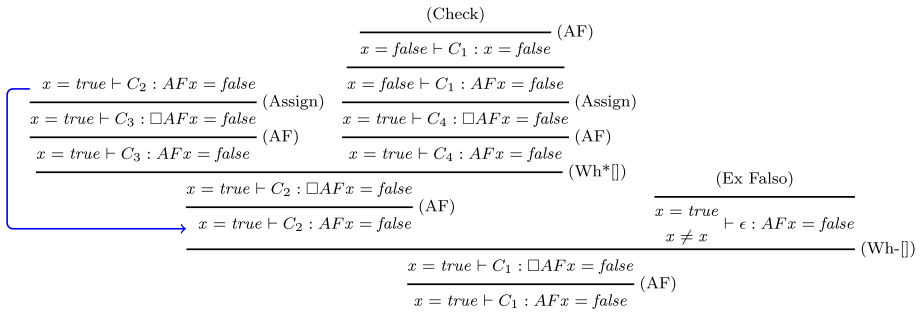 (Check)
(AF)
x = false ⊢ C₁ : x = false
x = true ⊢ C₂ : AFx = false
x = false ⊢ C₁ : AFx = false
(Assign)
(Assign)
x = true ⊢ C₃ : □AFx = false
x = true ⊢ C₄ : □AFx = false
(AF)
(AF)
x = true ⊢ C₃ : AFx = false
x = true ⊢ C₄ : AFx = false
(Wh*[])
x = true ⊢ C₂ : □AFx = false
(Ex Falso)
(AF)
x = true ⊢ C₂ : AFx = false
x = true
x ≠ x
⊢ ϵ : AFx = false
(Wh-[])
x = true ⊢ C₁ : □AFx = false
(AF)
x = true ⊢ C₁ : AFx = false